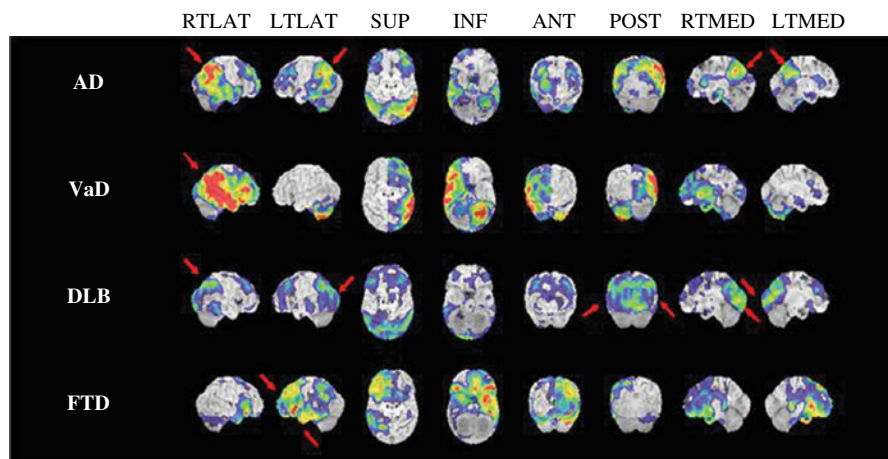 RTLAT LTLAT SUP INF ANT POST RTMED LTMED
AD
VaD
DLB
FTD